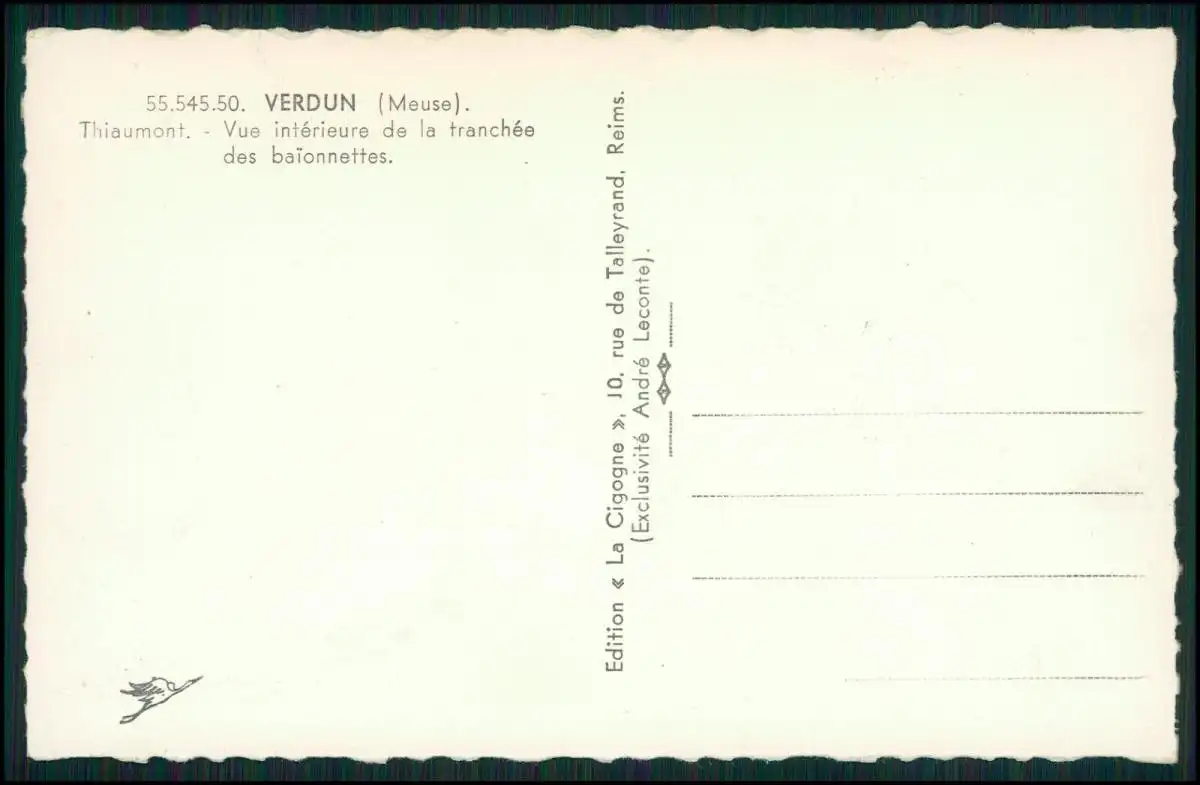 55.545.50. VERDUN (Meuse).
Thiaumont. - Vue intérieure de la tranchée
des baïonnettes.
Edition « La Cigogne », 10. rue de Talleyrand, Reims.
(Exclusivité André Leconte).